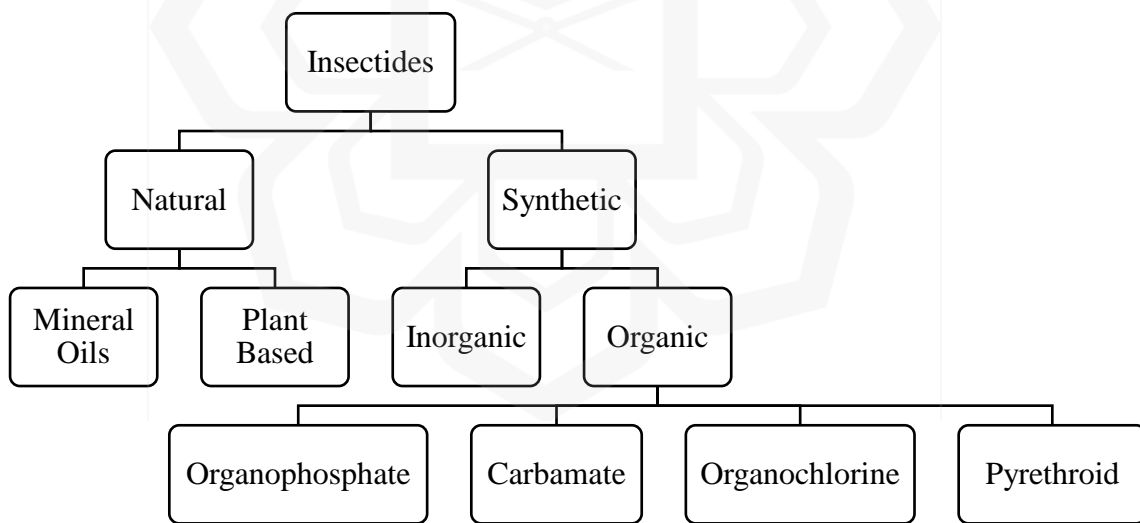 Insectides
Natural
Synthetic
Mineral
Oils
Plant
Based
Inorganic
Organic
Organophosphate
Carbamate
Organochlorine
Pyrethroid